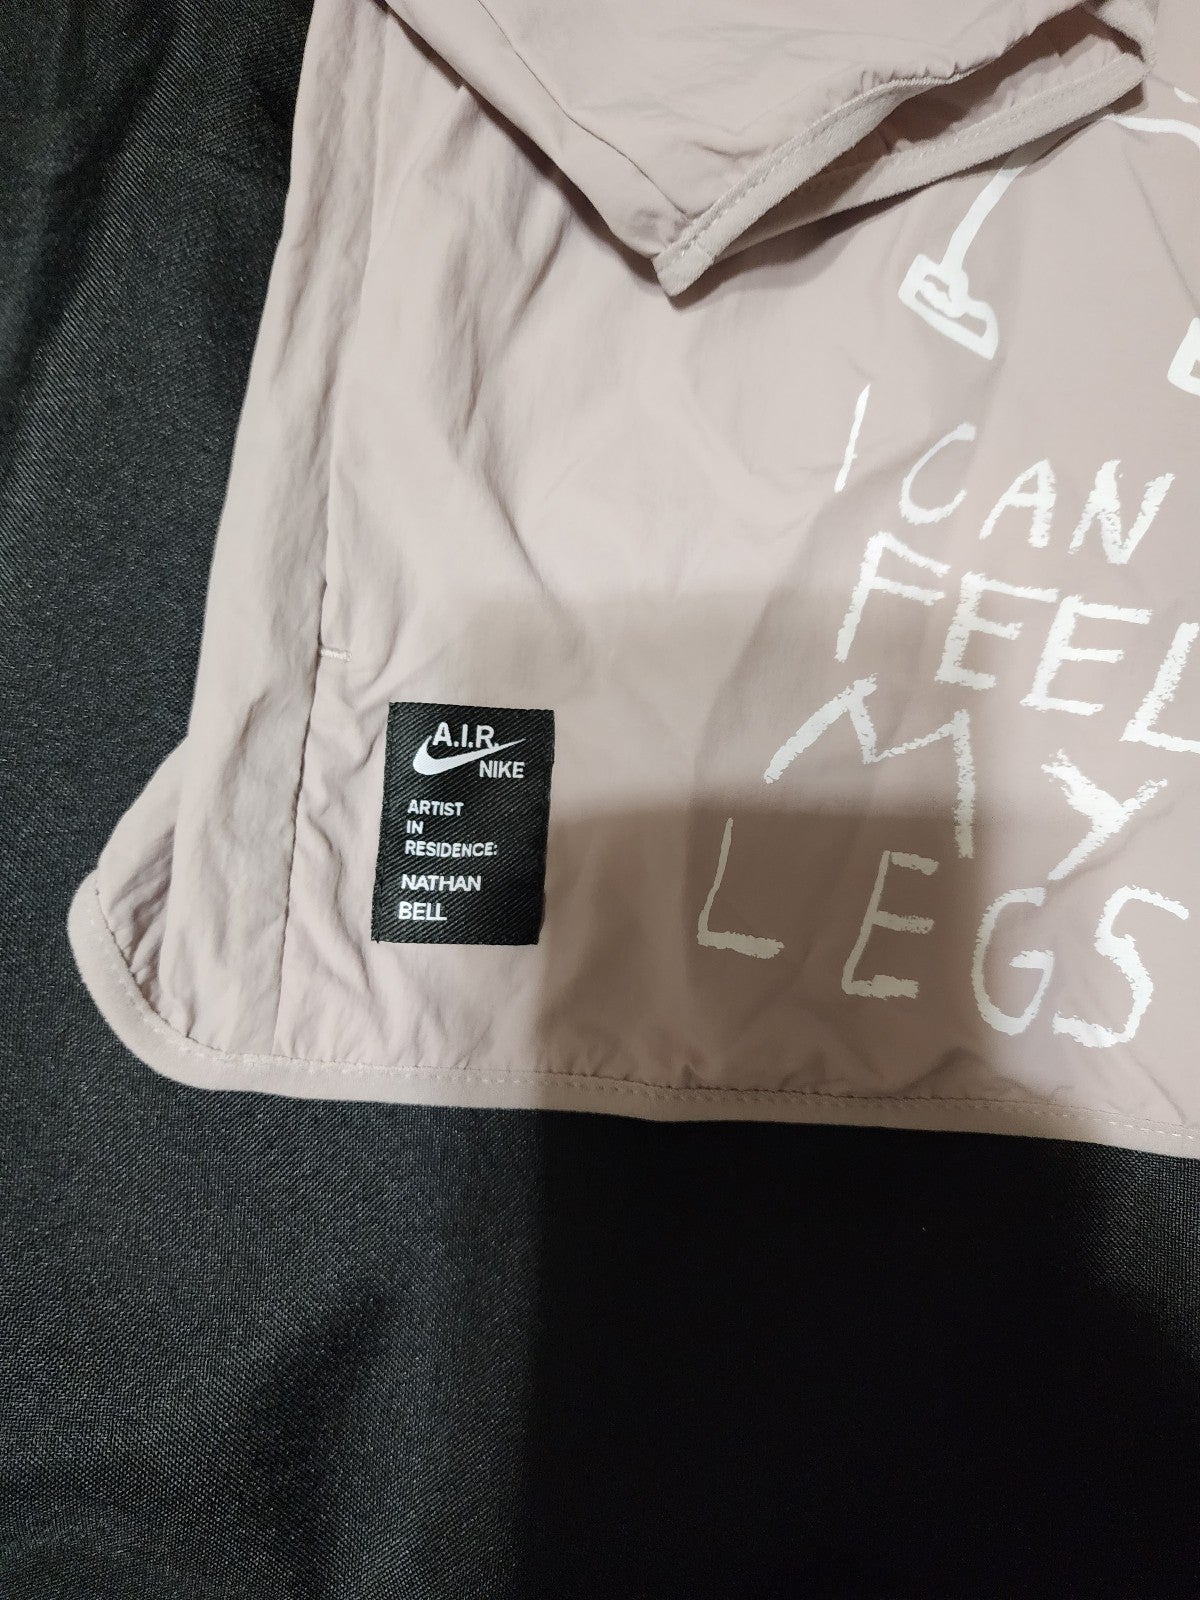 I CAN
FEEL
MY
LEGS
A.I.R.
NIKE
ARTIST
IN
RESIDENCE:
NATHAN
BELL